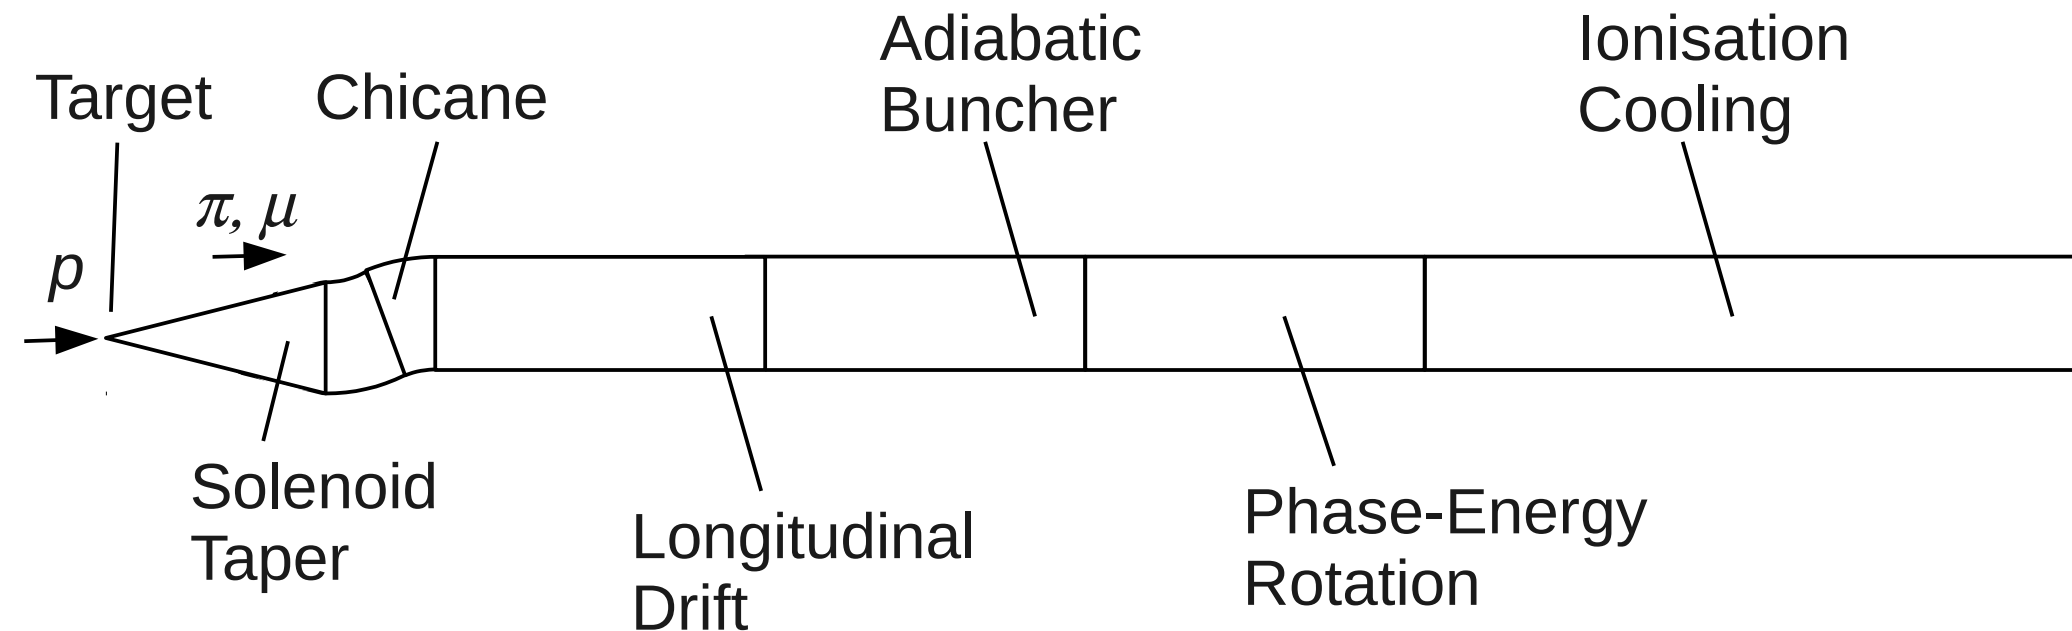 Target
Chicane
Adiabatic
Buncher
Ionisation
Cooling
π, μ
p
Solenoid
Taper
Longitudinal
Drift
Phase-Energy
Rotation